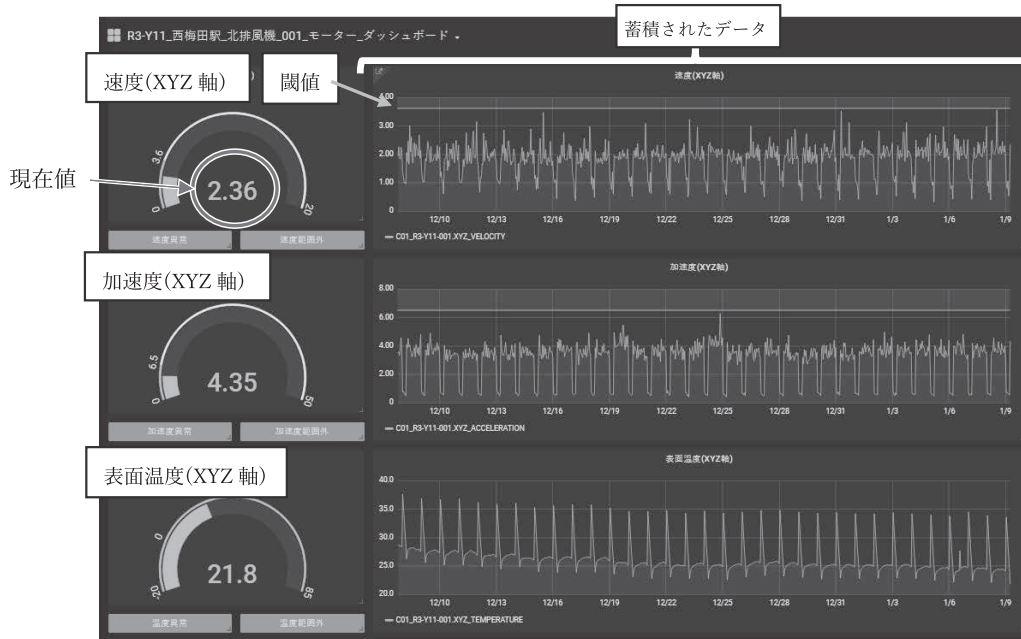 R3-Y11_西梅田駅_北排風機_001_モーター_ダッシュボード
蓄積されたデータ
速度(XYZ 軸)
閾値
現在値
3.6
0
20
2.36
速度異常
速度範囲外
速度(XYZ軸)
4.00
3.00
2.00
1.00
0
12/10 12/13 12/16 12/19 12/22 12/25 12/28 12/31 1/3 1/6 1/9
C01_R3-Y11-001.XYZ_VELOCITY
加速度(XYZ 軸)
6.5
0
50
4.35
加速度異常
加速度範囲外
加速度(XYZ軸)
8.00
6.00
4.00
2.00
0
12/10 12/13 12/16 12/19 12/22 12/25 12/28 12/31 1/3 1/6 1/9
C01_R3-Y11-001.XYZ_ACCELERATION
表面温度(XYZ 軸)
0
-20
85
21.8
温度異常
温度範囲外
表面温度(XYZ軸)
40.0
35.0
30.0
25.0
20.0
12/10 12/13 12/16 12/19 12/22 12/25 12/28 12/31 1/3 1/6 1/9
C01_R3-Y11-001.XYZ_TEMPERATURE